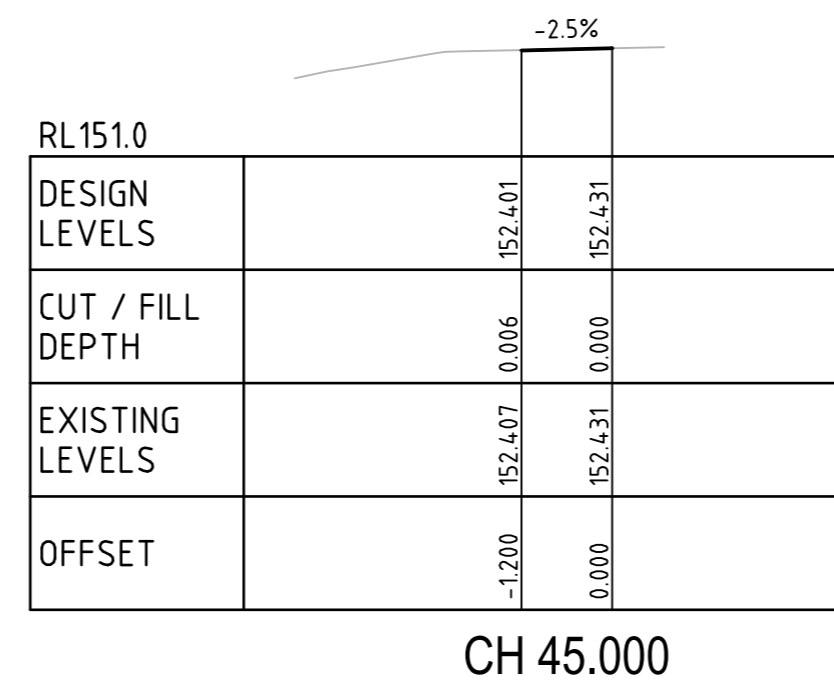 -2.5%
RL151.0
DESIGN
LEVELS
152.401
152.431
CUT / FILL
DEPTH
0.006
0.000
EXISTING
LEVELS
152.407
152.431
OFFSET
-1.200
0.000
CH 45.000